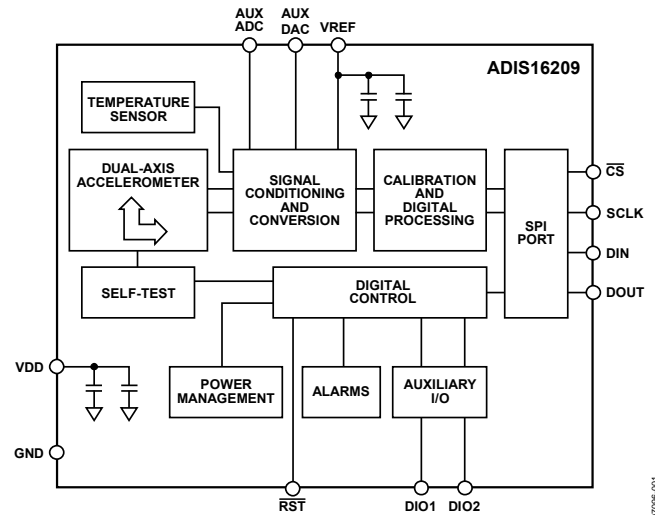 AUX
ADC
AUX
DAC
VREF
ADIS16209
TEMPERATURE
SENSOR
DUAL-AXIS
ACCELEROMETER
SIGNAL
CONDITIONING
AND
CONVERSION
CALIBRATION
AND
DIGITAL
PROCESSING
SPI
PORT
CS
SCLK
DIN
DOUT
SELF-TEST
DIGITAL
CONTROL
VDD
POWER
MANAGEMENT
ALARMS
AUXILIARY
I/O
GND
RST
DIO1
DIO2